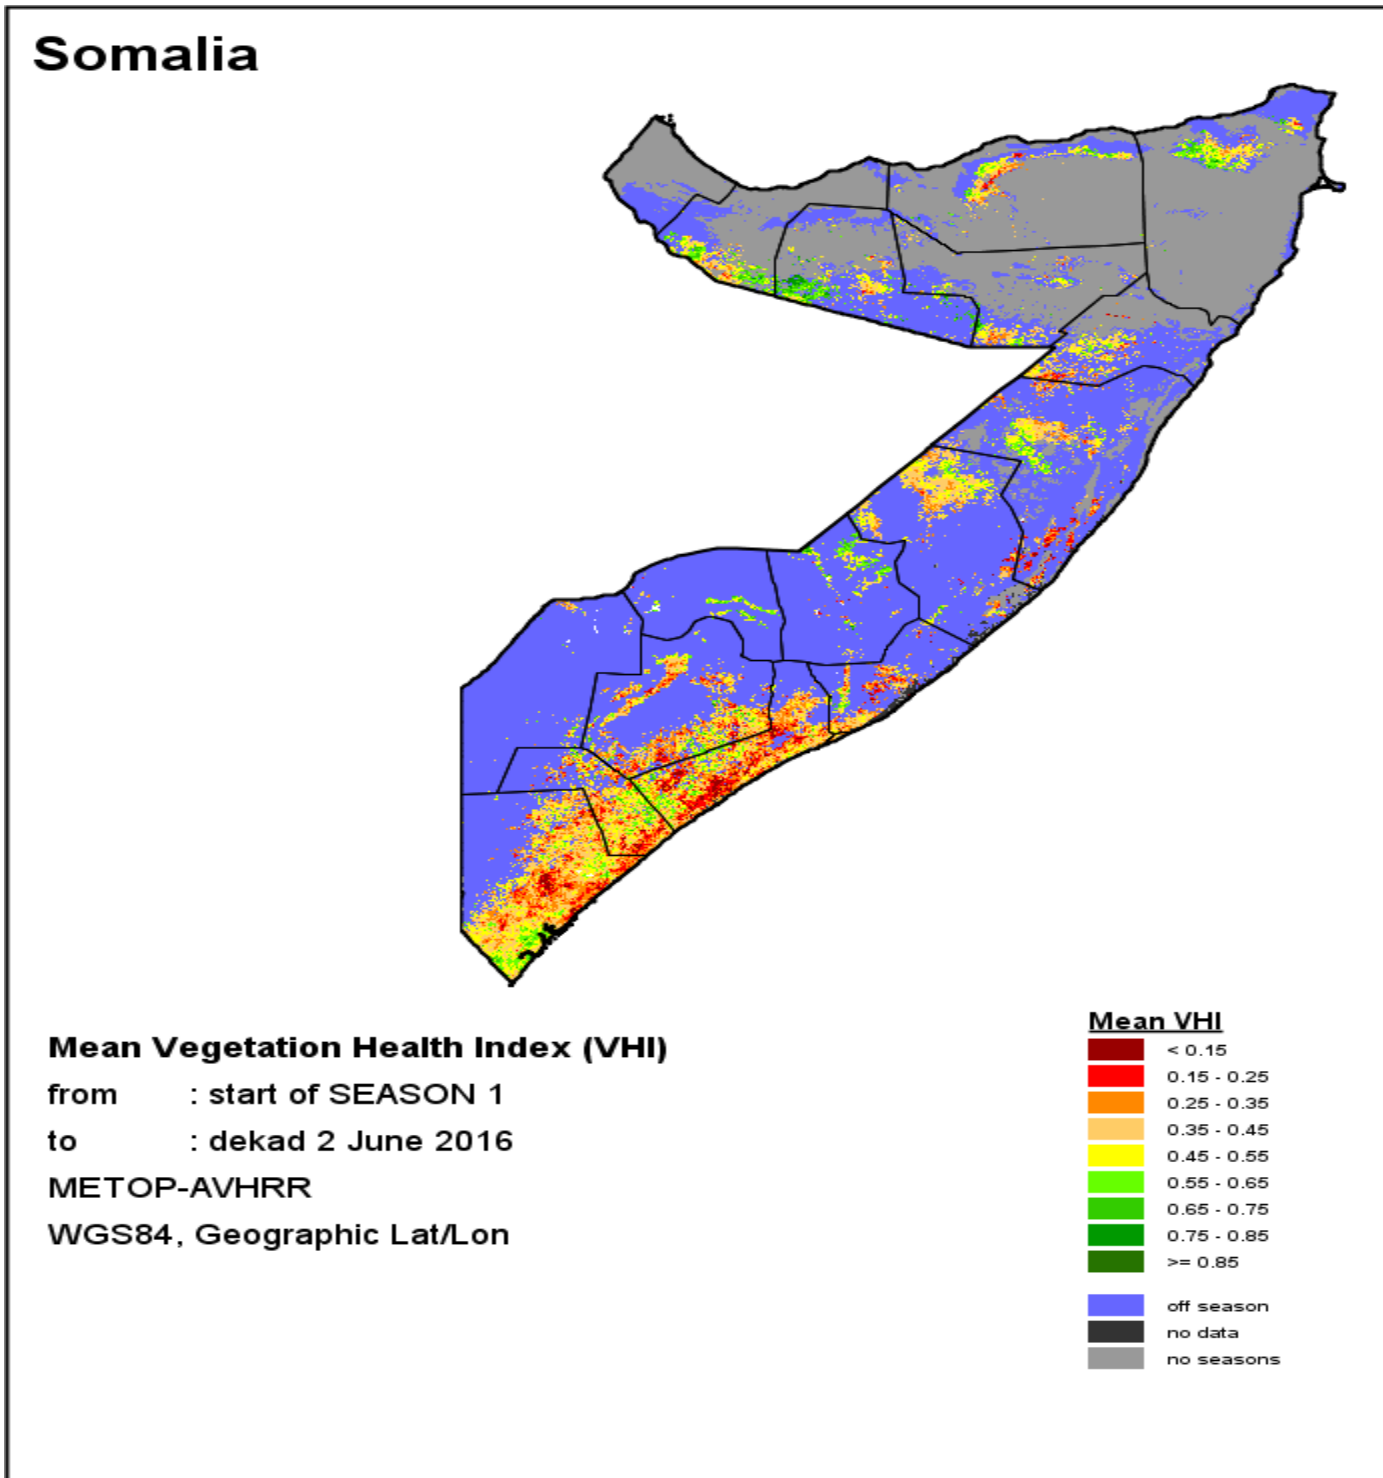 Somalia
Mean Vegetation Health Index (VHI)
from : start of SEASON 1
to : dekad 2 June 2016
METOP-AVHRR
WGS84, Geographic Lat/Lon
Mean VHI
< 0.15
0.15 - 0.25
0.25 - 0.35
0.35 - 0.45
0.45 - 0.55
0.55 - 0.65
0.65 - 0.75
0.75 - 0.85
>= 0.85
off season
no data
no seasons